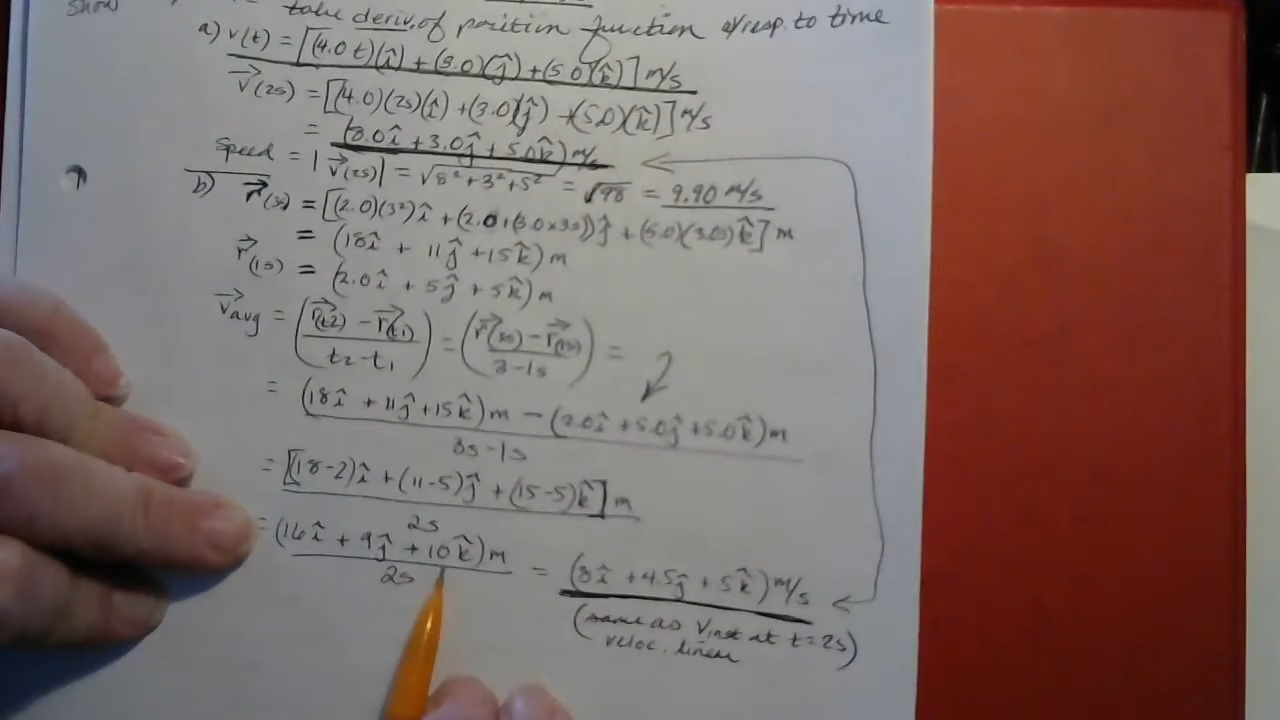 Show
take deriv. of position function w/resp. to time
a) v(t) = [(4.0 t)(î) + (3.0)(ĵ) + (5.0)(k̂)] m/s
v⃗(2s) = [(4.0)(2s)(î) + (3.0)(ĵ) + (5.0)(k̂)] m/s
= (8.0î + 3.0ĵ + 5.0k̂) m/s
Speed = |v⃗(2s)| = √8²+3²+5² = √98 = 9.90 m/s
b) r⃗(3s) = [(2.0)(3²)î + (2.0+(3.0×3.0))ĵ + (5.0)(3.0)k̂] m
= (18î + 11ĵ + 15k̂) m
r⃗(1s) = (2.0î + 5ĵ + 5k̂) m
v⃗avg = (r⃗(t2) - r⃗(t1) / t2 - t1) = (r⃗(3s) - r⃗(1s) / 3-1s) =
= (18î + 11ĵ + 15k̂)m - (2.0î + 5.0ĵ + 5.0k̂)m
3s-1s
= [(18-2)î + (11-5)ĵ + (15-5)k̂] m
2s
= (16î + 9ĵ + 10k̂)m = (8î + 4.5ĵ + 5k̂) m/s
2s
(same as Vinst at t=2s)
veloc. linear